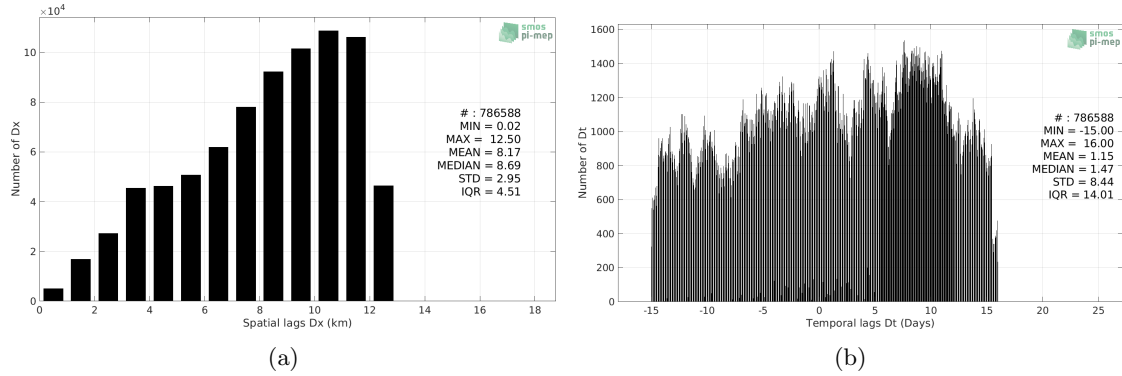 ×10⁴
10
8
6
4
2
0
Number of Dx
smos
pi-mep
# : 786588
MIN = 0.02
MAX = 12.50
MEAN = 8.17
MEDIAN = 8.69
STD = 2.95
IQR = 4.51
0 2 4 6 8 10 12 14 16 18
Spatial lags Dx (km)
(a)
1600
1400
1200
1000
800
600
400
200
0
Number of Dt
smos
pi-mep
# : 786588
MIN = -15.00
MAX = 16.00
MEAN = 1.15
MEDIAN = 1.47
STD = 8.44
IQR = 14.01
-15 -10 -5 0 5 10 15 20 25
Temporal lags Dt (Days)
(b)